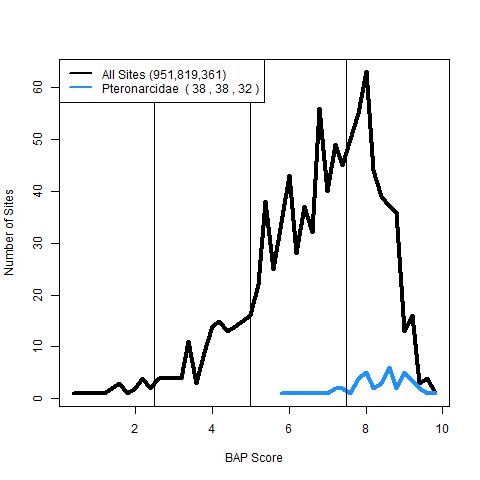 All Sites (951,819,361)
Pteronarcidae ( 38 , 38 , 32 )
Number of Sites
60
50
40
30
20
10
0
2 4 6 8 10
BAP Score